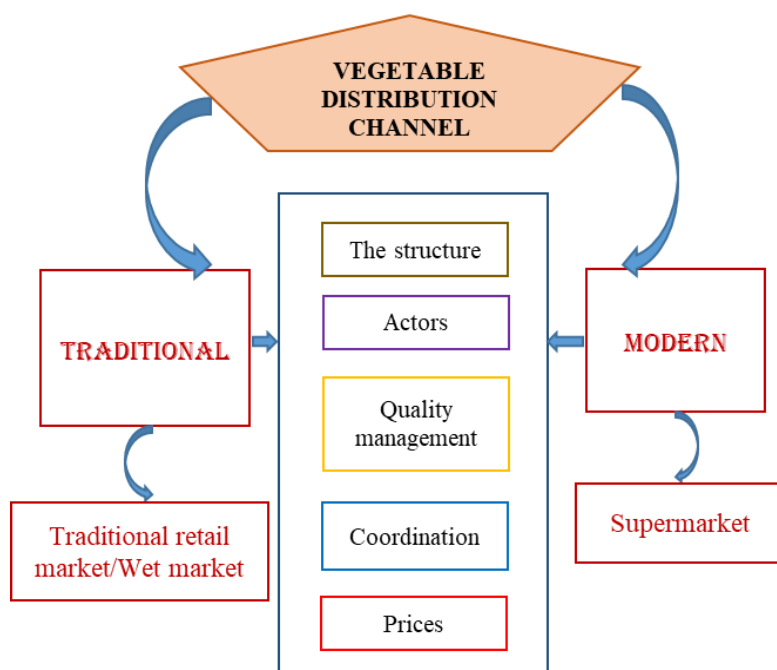 VEGETABLE
DISTRIBUTION
CHANNEL
The structure
Actors
TRADITIONAL
MODERN
Quality
management
Traditional retail
market/Wet market
Coordination
Supermarket
Prices